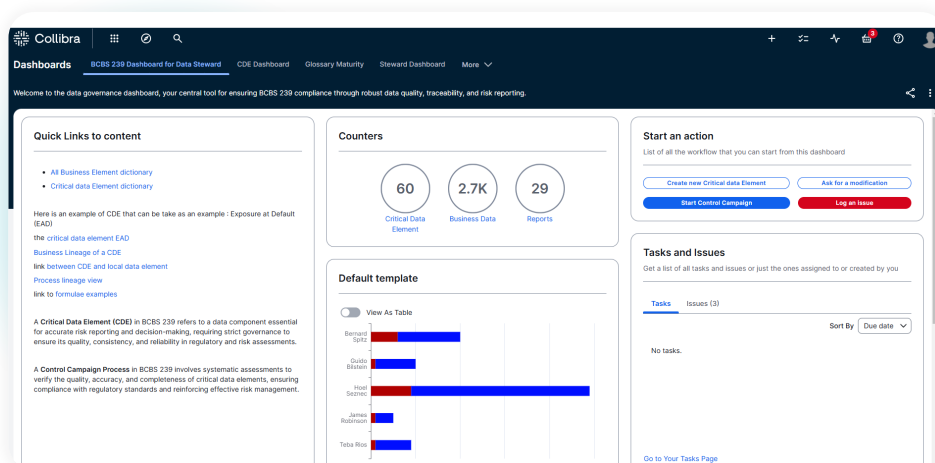 Collibra
3
Dashboards
BCBS 239 Dashboard for Data Steward
CDE Dashboard
Glossary Maturity
Steward Dashboard
More
Welcome to the data governance dashboard, your central tool for ensuring BCBS 239 compliance through robust data quality, traceability, and risk reporting.
Quick Links to content
All Business Element dictionary
Critical data Element dictionary
Here is an example of CDE that can be take as an example : Exposure at Default
(EAD)
the critical data element EAD
Business Lineage of a CDE
link between CDE and local data element
Process lineage view
link to formulae examples
A Critical Data Element (CDE) in BCBS 239 refers to a data component essential
for accurate risk reporting and decision-making, requiring strict governance to
ensure its quality, consistency, and reliability in regulatory and risk assessments.
A Control Campaign Process in BCBS 239 involves systematic assessments to
verify the quality, accuracy, and completeness of critical data elements, ensuring
compliance with regulatory standards and reinforcing effective risk management.
Counters
60
2.7K
29
Critical Data
Element
Business Data
Reports
Default template
View As Table
Bernard
Spitz
Guido
Bilstein
Hoel
Seznec
James
Robinson
Teba Rios
Start an action
List of all the workflow that you can start from this dashboard
Create new Critical data Element
Ask for a modification
Start Control Campaign
Log an Issue
Tasks and Issues
Get a list of all tasks and issues or just the ones assigned to or created by you
Tasks
Issues (3)
Sort By
Due date
No tasks.
Go to Your Tasks Page